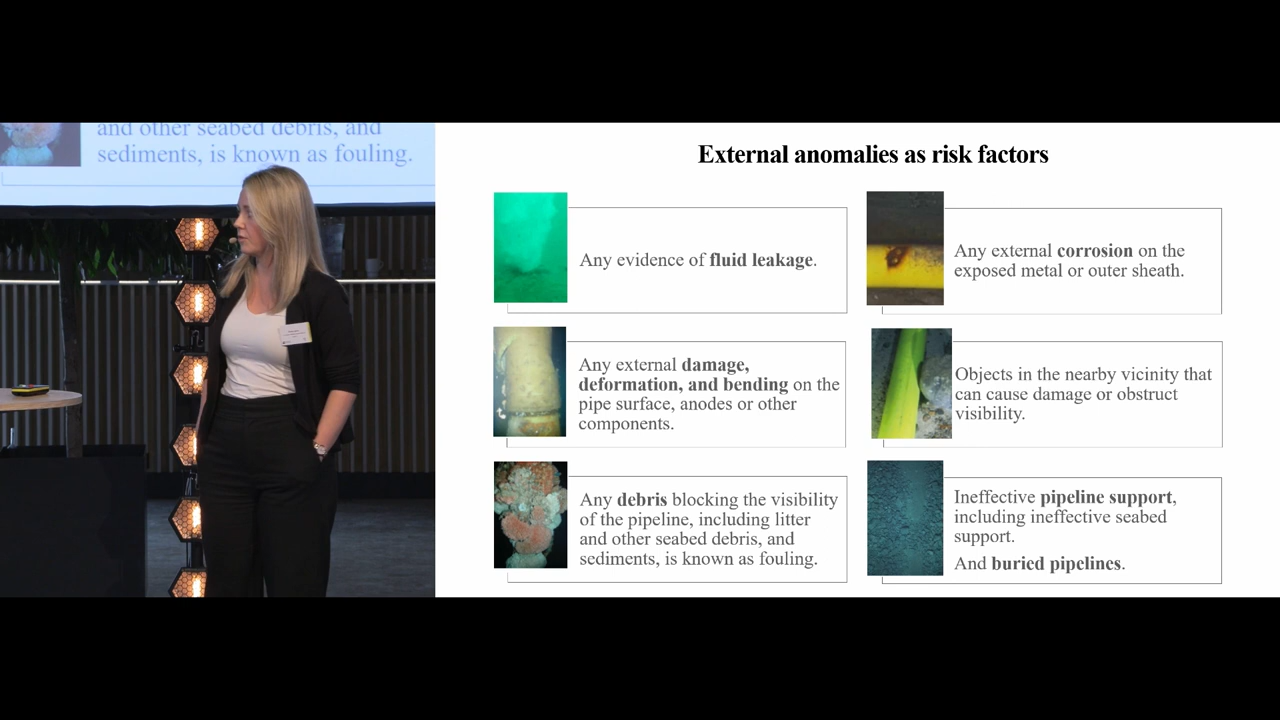 and other seabed debris, and
sediments, is known as fouling.
External anomalies as risk factors
Any evidence of fluid leakage.
Any external corrosion on the
exposed metal or outer sheath.
Any external damage,
deformation, and bending on the
pipe surface, anodes or other
components.
Objects in the nearby vicinity that
can cause damage or obstruct
visibility.
Any debris blocking the visibility
of the pipeline, including litter
and other seabed debris, and
sediments, is known as fouling.
Ineffective pipeline support,
including ineffective seabed
support.
And buried pipelines.